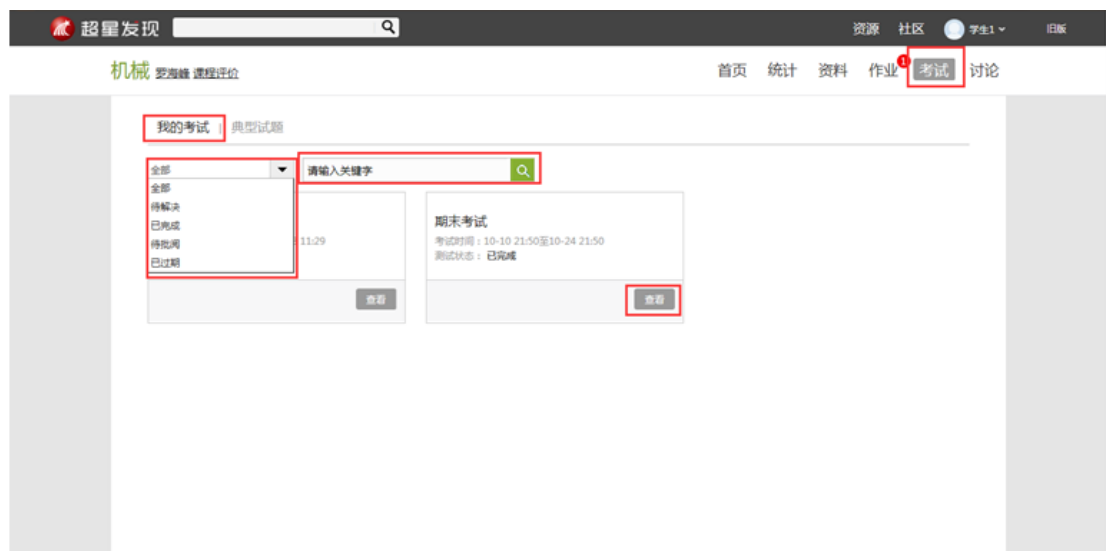 超星发现
资源 社区 学生1 旧版
机械 罗海峰 课程评价
首页 统计 资料 作业 1 考试 讨论
我的考试 | 典型试题
全部
请输入关键字
全部
待解决
已完成
待批阅
已过期
11:29
期末考试
考试时间：10-10 21:50至10-24 21:50
测试状态：已完成
查看
查看